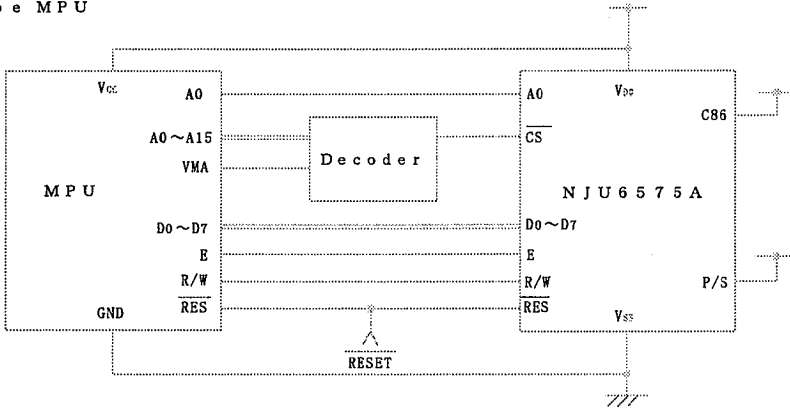 pe MPU
Vcc
VDD
A0
A0
C86
A0～A15
CS
Decoder
VMA
MPU
NJU6575A
D0～D7
D0～D7
E
E
R/W
R/W
P/S
RES
RES
GND
VSS
RESET